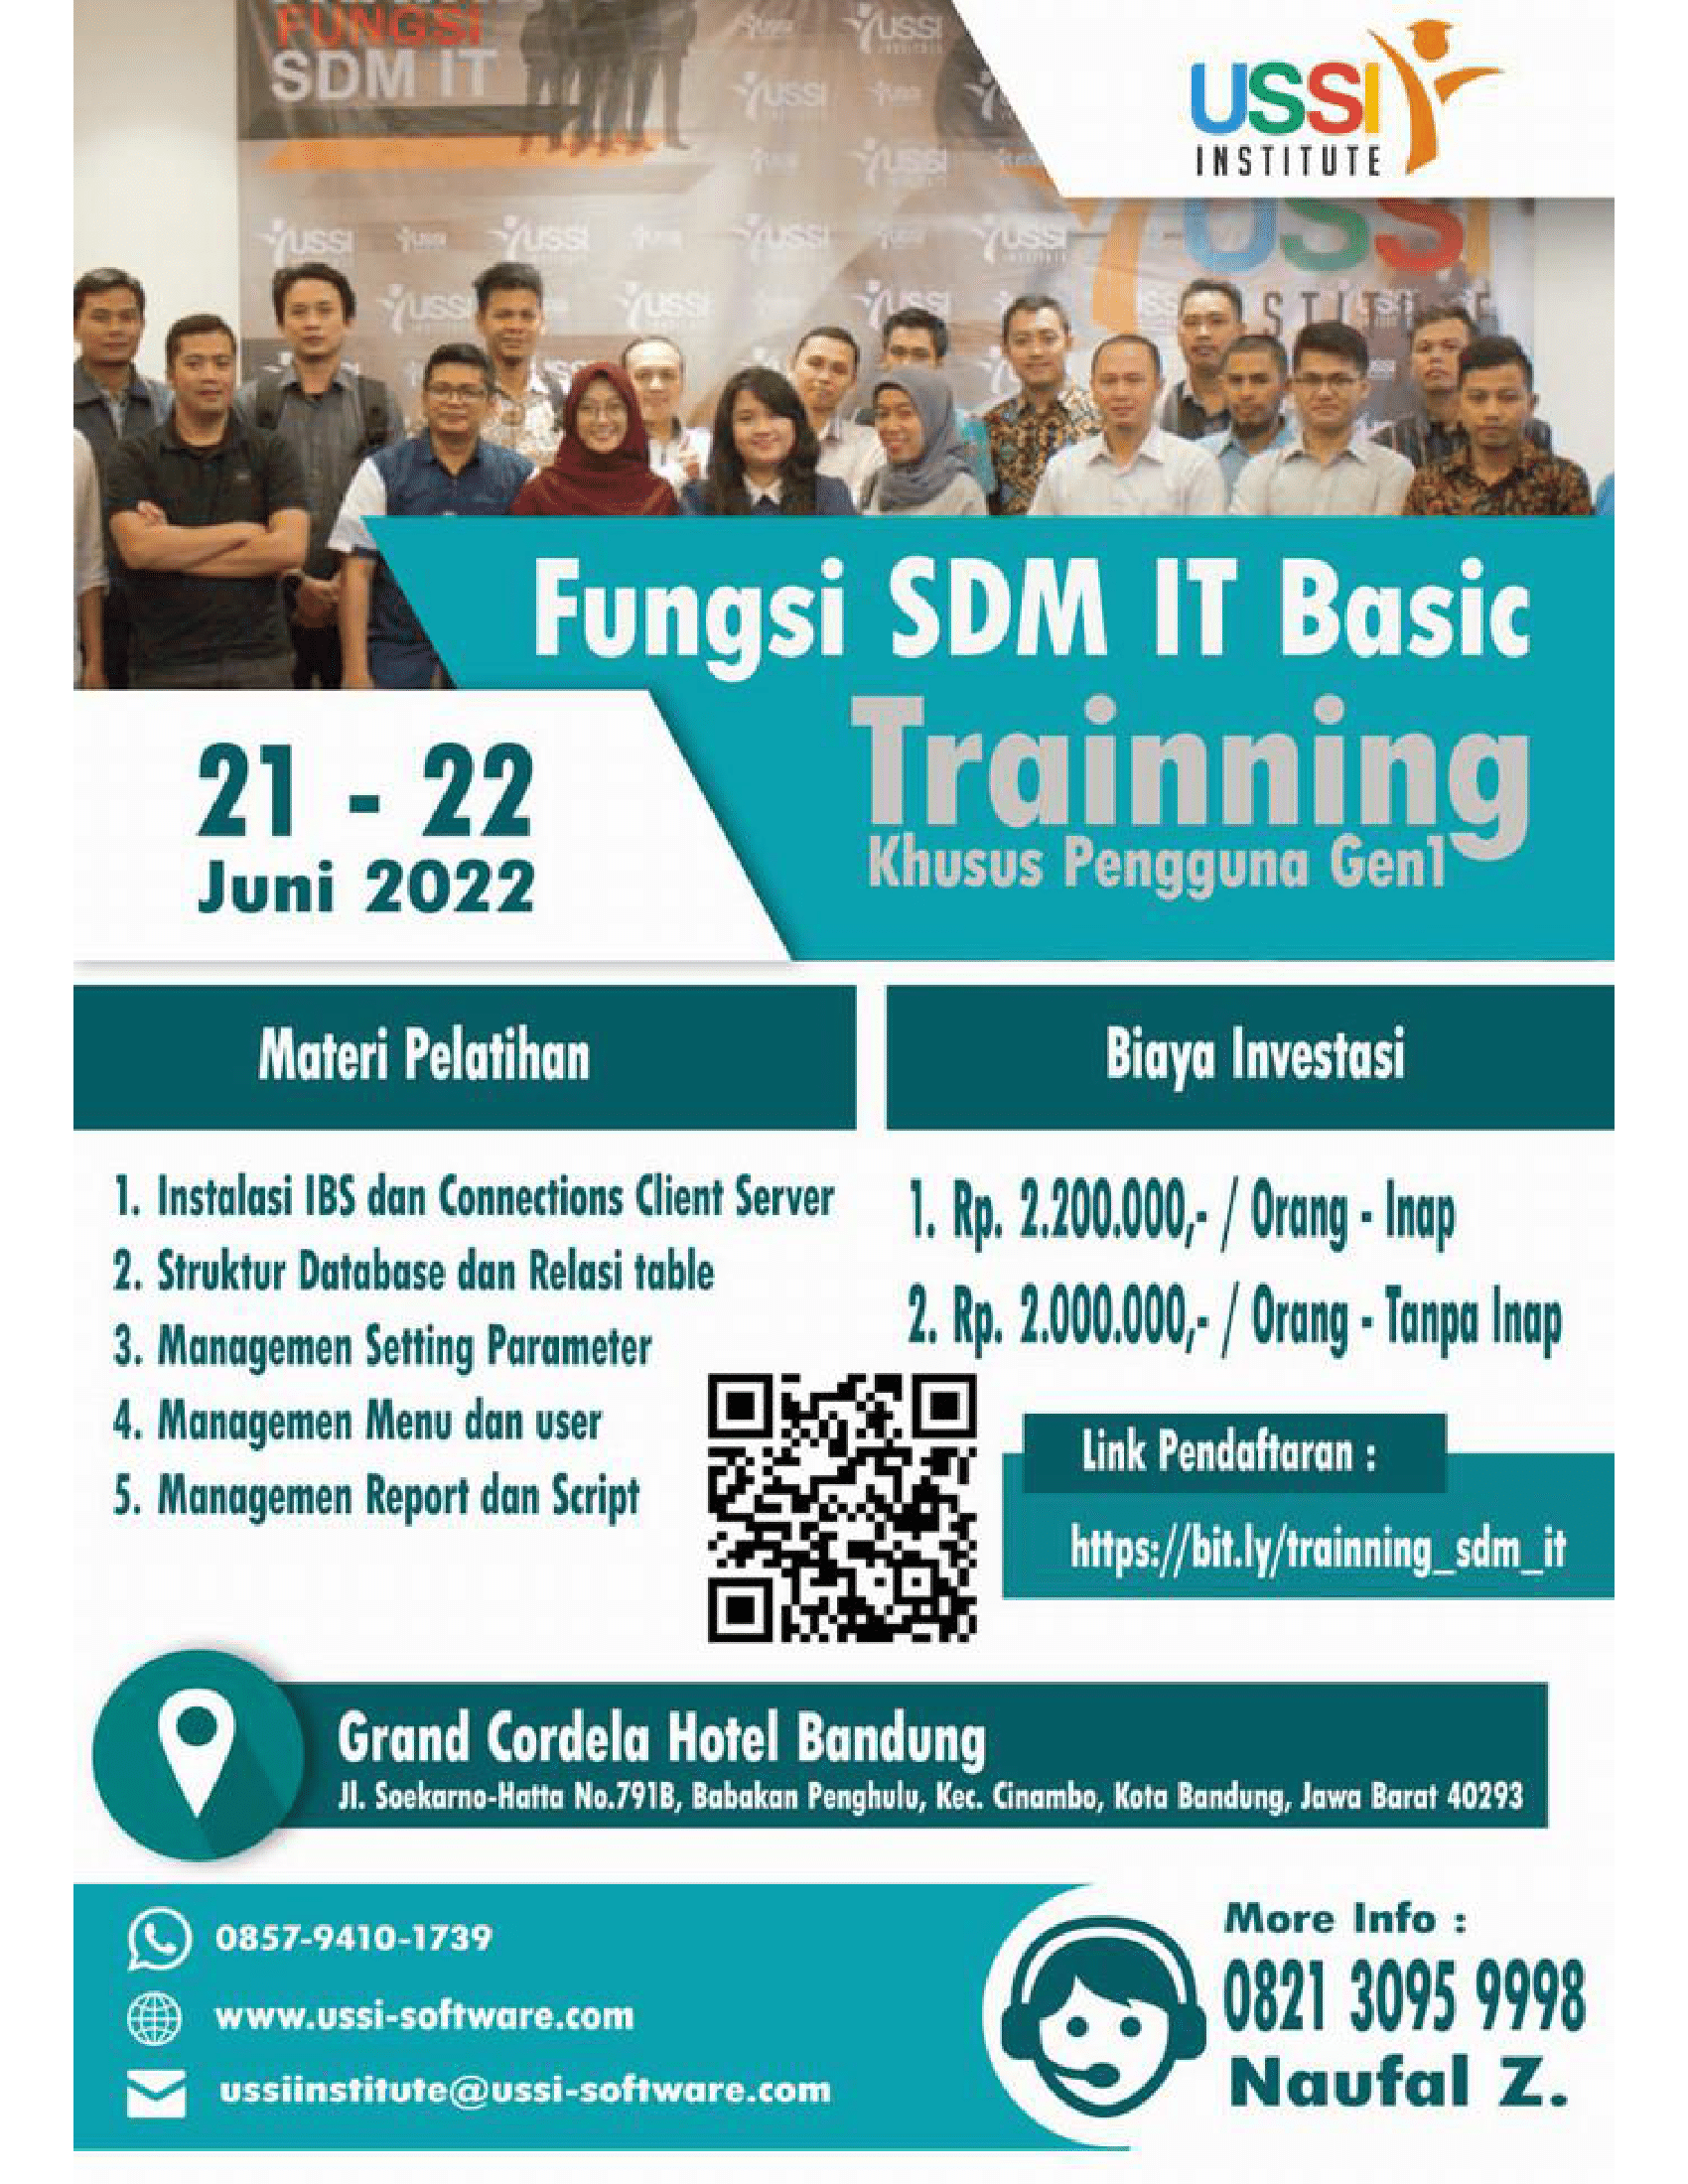 FUNGSI
SDM IT
USSI
INSTITUTE
Fungsi SDM IT Basic
Trainning
Khusus Pengguna Gen1
21 - 22
Juni 2022
Materi Pelatihan
1. Instalasi IBS dan Connections Client Server
2. Struktur Database dan Relasi table
3. Managemen Setting Parameter
4. Managemen Menu dan user
5. Managemen Report dan Script
Biaya Investasi
1. Rp. 2.200.000,- / Orang - Inap
2. Rp. 2.000.000,- / Orang - Tanpa Inap
Link Pendaftaran :
https://bit.ly/trainning_sdm_it
Grand Cordela Hotel Bandung
Jl. Soekarno-Hatta No.791B, Babakan Penghulu, Kec. Cinambo, Kota Bandung, Jawa Barat 40293
0857-9410-1739
www.ussi-software.com
ussiinstitute@ussi-software.com
More Info :
0821 3095 9998
Naufal Z.